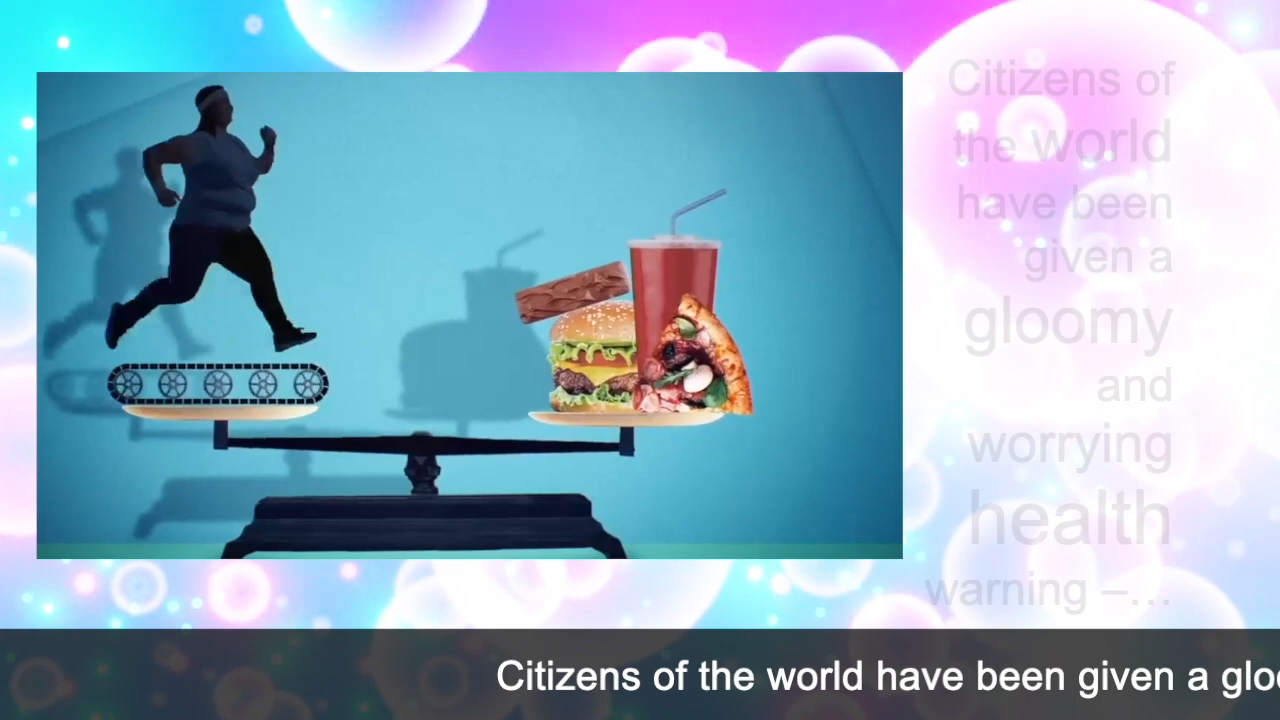 Citizens of
the world
have been
given a
gloomy
and
worrying
health
warning –…
Citizens of the world have been given a gloo